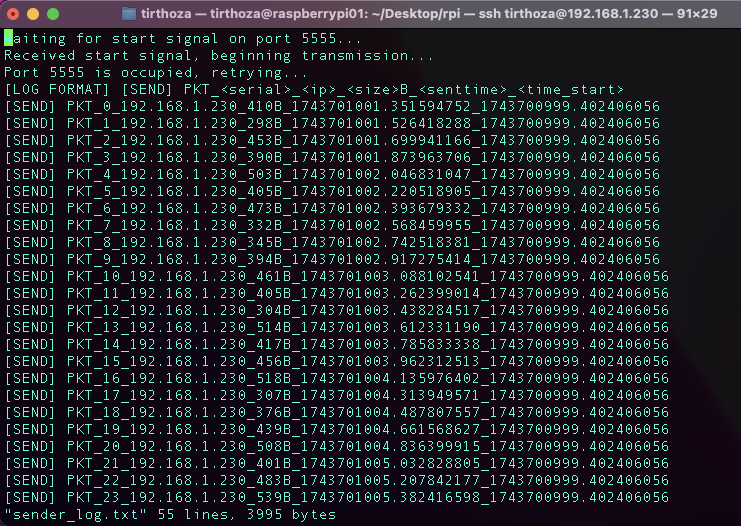 tirthoza — tirthoza@raspberrypi01: ~/Desktop/rpi — ssh tirthoza@192.168.1.230 — 91×29
Waiting for start signal on port 5555...
Received start signal, beginning transmission...
Port 5555 is occupied, retrying...
[LOG FORMAT] [SEND] PKT_<serial>_<ip>_<size>B_<senttime>_<time_start>
[SEND] PKT_0_192.168.1.230_410B_1743701001.351594752_1743700999.402406056
[SEND] PKT_1_192.168.1.230_298B_1743701001.526418288_1743700999.402406056
[SEND] PKT_2_192.168.1.230_453B_1743701001.699941166_1743700999.402406056
[SEND] PKT_3_192.168.1.230_390B_1743701001.873963706_1743700999.402406056
[SEND] PKT_4_192.168.1.230_503B_1743701002.046831047_1743700999.402406056
[SEND] PKT_5_192.168.1.230_405B_1743701002.220518905_1743700999.402406056
[SEND] PKT_6_192.168.1.230_473B_1743701002.393679332_1743700999.402406056
[SEND] PKT_7_192.168.1.230_332B_1743701002.568459955_1743700999.402406056
[SEND] PKT_8_192.168.1.230_345B_1743701002.742518381_1743700999.402406056
[SEND] PKT_9_192.168.1.230_394B_1743701002.917275414_1743700999.402406056
[SEND] PKT_10_192.168.1.230_461B_1743701003.088102541_1743700999.402406056
[SEND] PKT_11_192.168.1.230_405B_1743701003.262399014_1743700999.402406056
[SEND] PKT_12_192.168.1.230_304B_1743701003.438284517_1743700999.402406056
[SEND] PKT_13_192.168.1.230_514B_1743701003.612331190_1743700999.402406056
[SEND] PKT_14_192.168.1.230_417B_1743701003.785833338_1743700999.402406056
[SEND] PKT_15_192.168.1.230_456B_1743701003.962312513_1743700999.402406056
[SEND] PKT_16_192.168.1.230_518B_1743701004.135976402_1743700999.402406056
[SEND] PKT_17_192.168.1.230_307B_1743701004.313949571_1743700999.402406056
[SEND] PKT_18_192.168.1.230_376B_1743701004.487807557_1743700999.402406056
[SEND] PKT_19_192.168.1.230_439B_1743701004.661568627_1743700999.402406056
[SEND] PKT_20_192.168.1.230_508B_1743701004.836399915_1743700999.402406056
[SEND] PKT_21_192.168.1.230_401B_1743701005.032828805_1743700999.402406056
[SEND] PKT_22_192.168.1.230_483B_1743701005.207842177_1743700999.402406056
[SEND] PKT_23_192.168.1.230_539B_1743701005.382416598_1743700999.402406056
"sender_log.txt" 55 lines, 3995 bytes